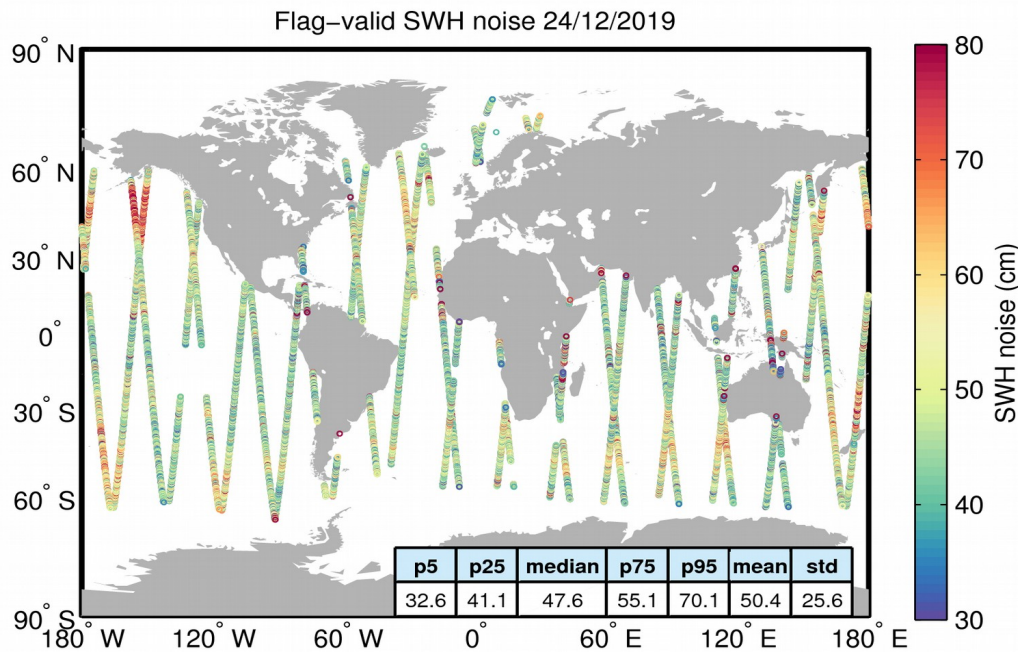 Flag−valid SWH noise 24/12/2019
90° N
60° N
30° N
0°
30° S
60° S
90° S
180° W
120° W
60° W
0°
60° E
120° E
180° E
p5 p25 median p75 p95 mean std
32.6 41.1 47.6 55.1 70.1 50.4 25.6
80
70
60
50
40
30
SWH noise (cm)